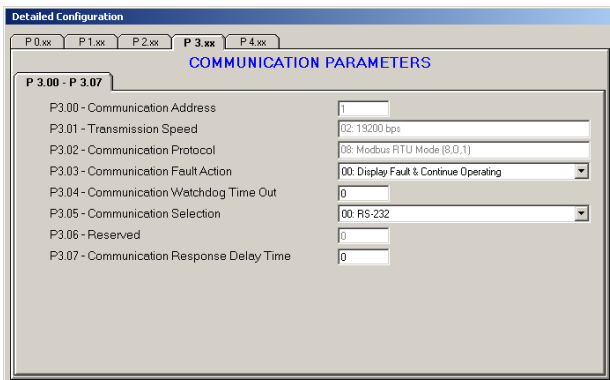 Detailed Configuration
P 0.xx P 1.xx P 2.xx P 3.xx P 4.xx
COMMUNICATION PARAMETERS
P 3.00 - P 3.07
P3.00 - Communication Address 1
P3.01 - Transmission Speed 02: 19200 bps
P3.02 - Communication Protocol 08: Modbus RTU Mode (8,O,1)
P3.03 - Communication Fault Action 00: Display Fault & Continue Operating
P3.04 - Communication Watchdog Time Out 0
P3.05 - Communication Selection 00: RS-232
P3.06 - Reserved 0
P3.07 - Communication Response Delay Time 0